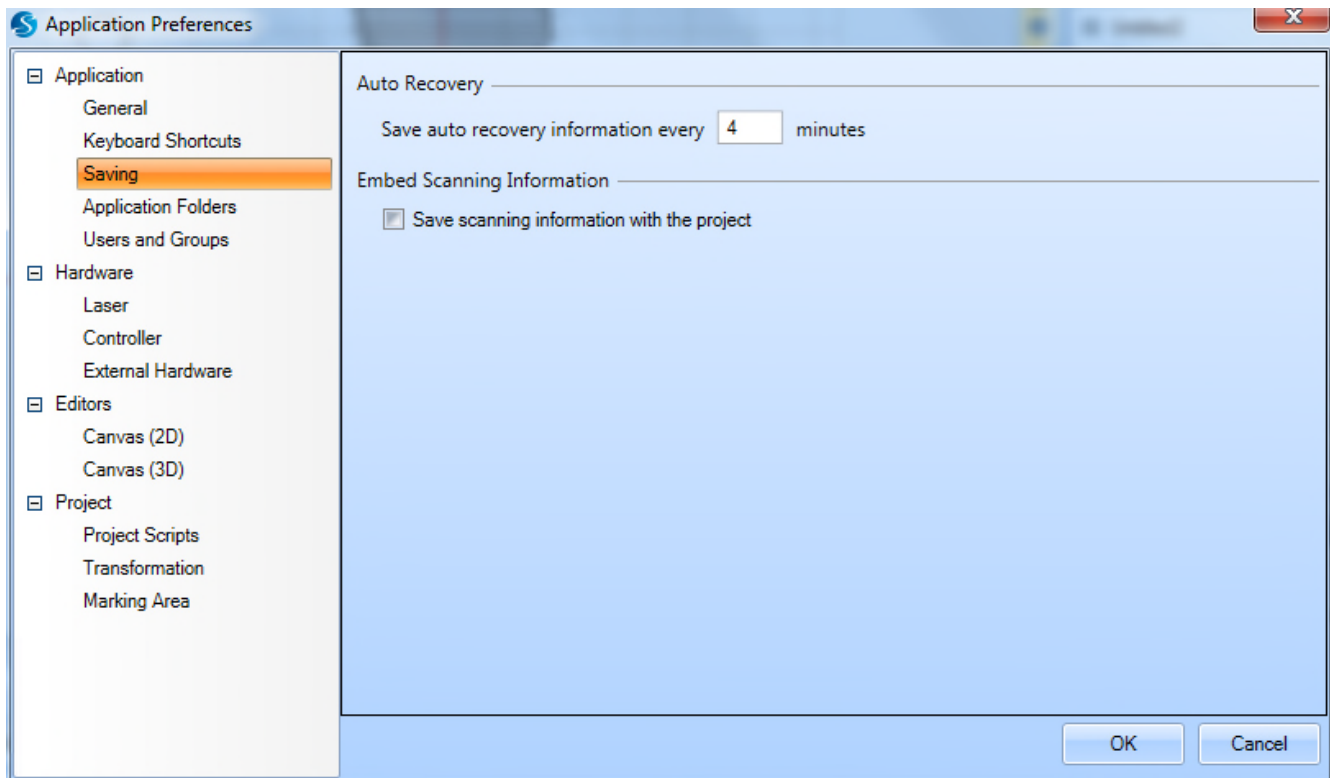 Application Preferences
Application
General
Keyboard Shortcuts
Saving
Application Folders
Users and Groups
Hardware
Laser
Controller
External Hardware
Editors
Canvas (2D)
Canvas (3D)
Project
Project Scripts
Transformation
Marking Area
Auto Recovery
Save auto recovery information every 4 minutes
Embed Scanning Information
Save scanning information with the project
OK Cancel